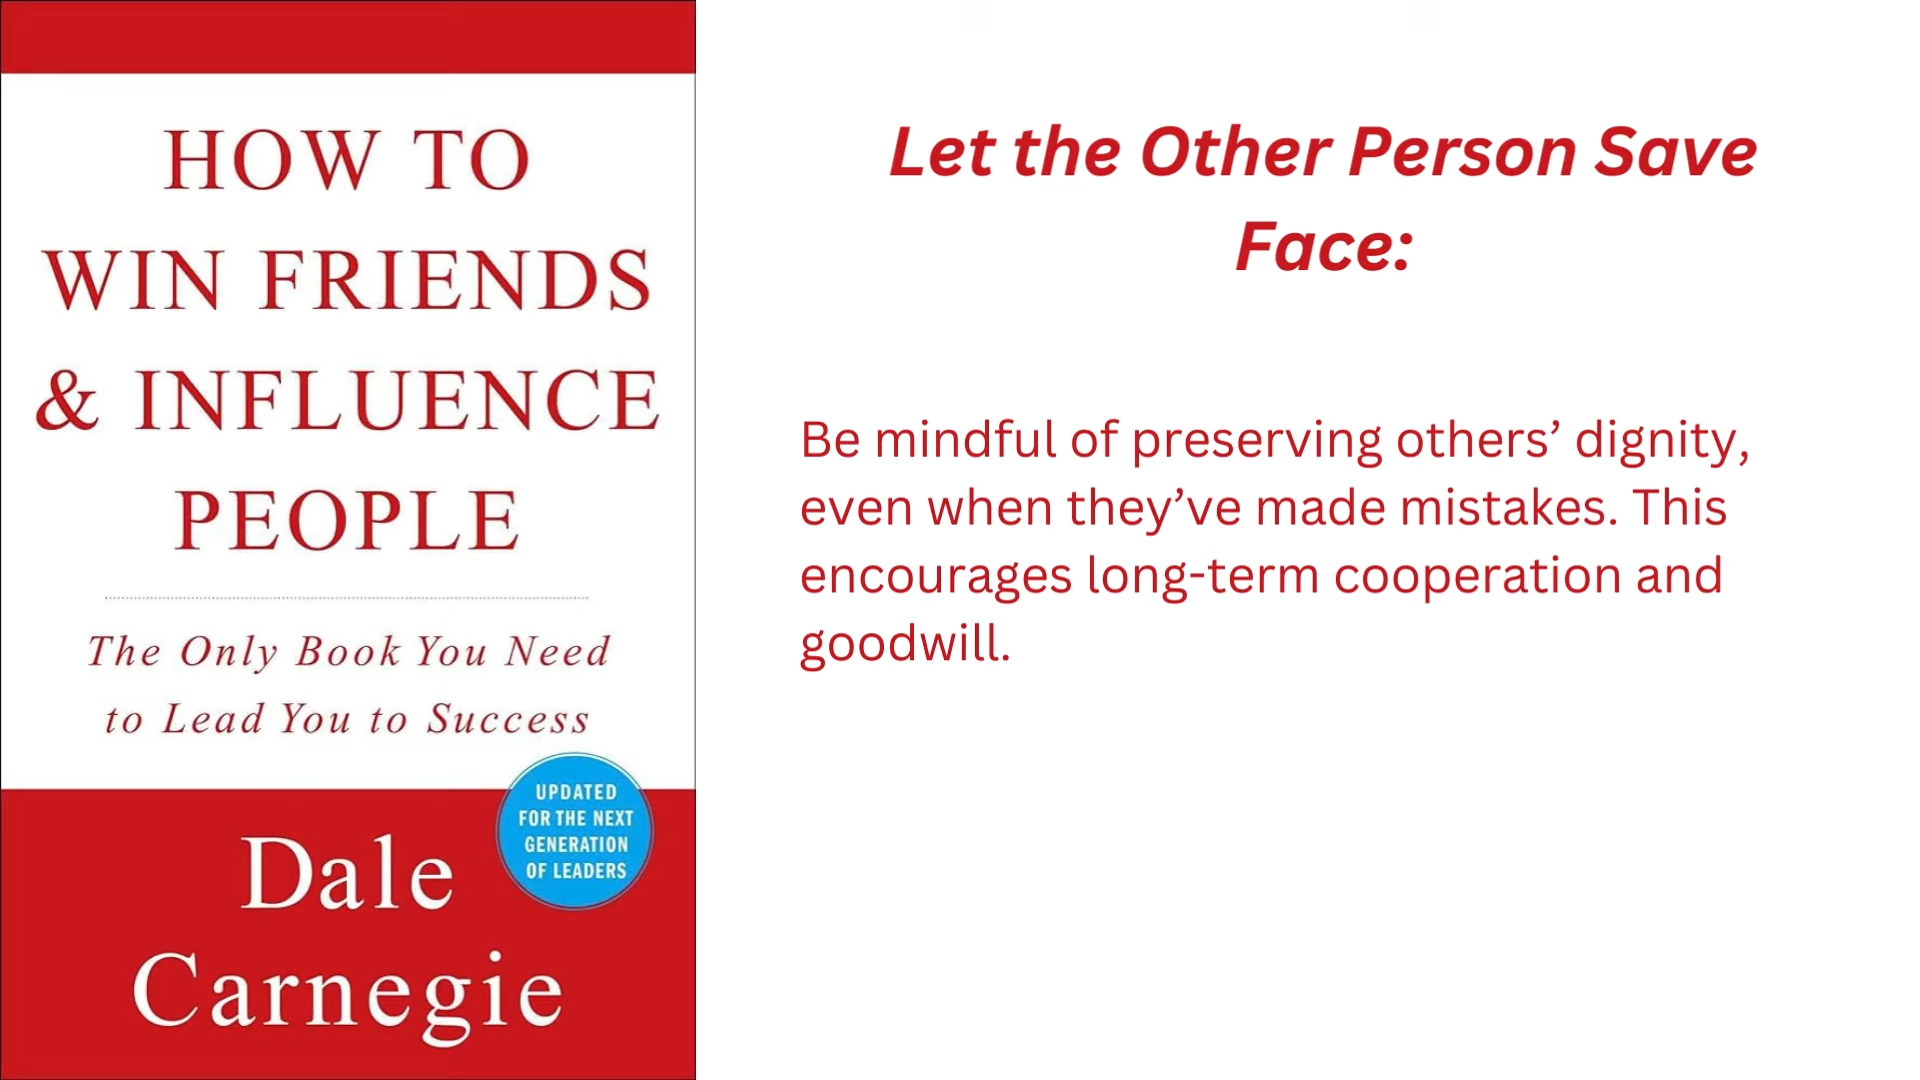 HOW TO
WIN FRIENDS
& INFLUENCE
PEOPLE
The Only Book You Need
to Lead You to Success
UPDATED
FOR THE NEXT
GENERATION
OF LEADERS
Dale
Carnegie
Let the Other Person Save
Face:
Be mindful of preserving others’ dignity,
even when they’ve made mistakes. This
encourages long-term cooperation and
goodwill.